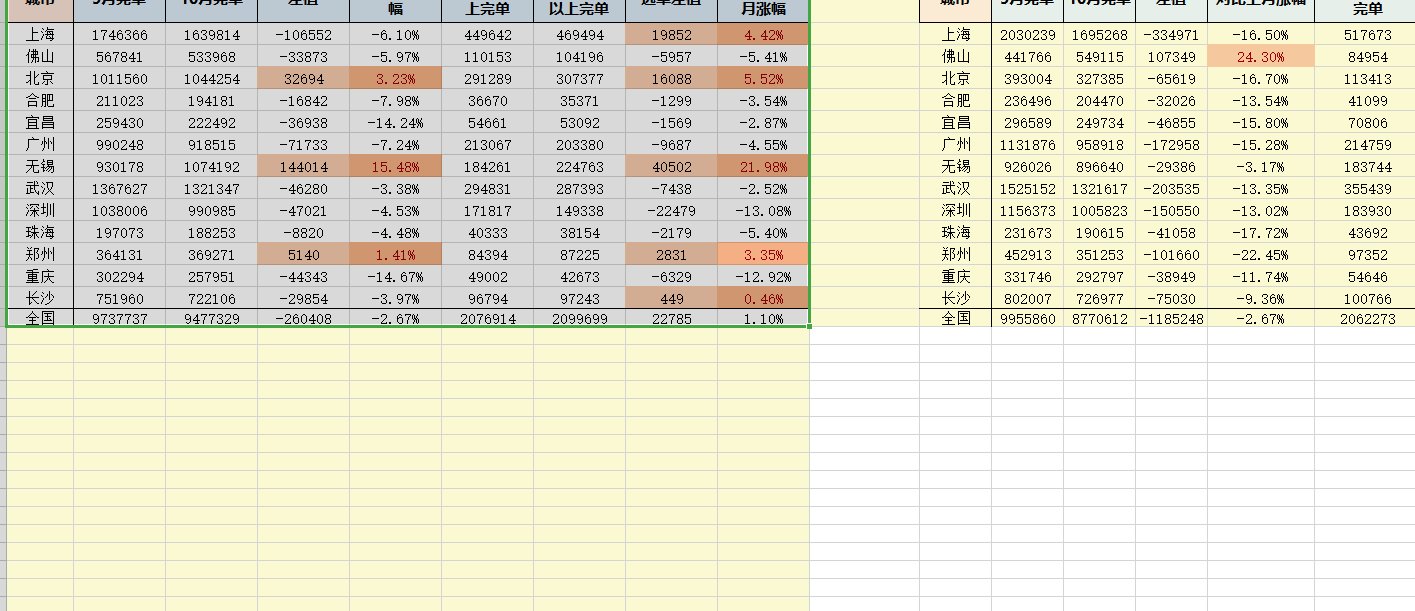 城市 9月完单 10月完单 差值 幅 上完单 以上完单 远单差值 月涨幅 城市 9月完单 10月完单 差值 对比上月涨幅 完单
上海 1746366 1639814 -106552 -6.10% 449642 469494 19852 4.42% 上海 2030239 1695268 -334971 -16.50% 517673
佛山 567841 533968 -33873 -5.97% 110153 104196 -5957 -5.41% 佛山 441766 549115 107349 24.30% 84954
北京 1011560 1044254 32694 3.23% 291289 307377 16088 5.52% 北京 393004 327385 -65619 -16.70% 113413
合肥 211023 194181 -16842 -7.98% 36670 35371 -1299 -3.54% 合肥 236496 204470 -32026 -13.54% 41099
宜昌 259430 222492 -36938 -14.24% 54661 53092 -1569 -2.87% 宜昌 296589 249734 -46855 -15.80% 70806
广州 990248 918515 -71733 -7.24% 213067 203380 -9687 -4.55% 广州 1131876 958918 -172958 -15.28% 214759
无锡 930178 1074192 144014 15.48% 184261 224763 40502 21.98% 无锡 926026 896640 -29386 -3.17% 183744
武汉 1367627 1321347 -46280 -3.38% 294831 287393 -7438 -2.52% 武汉 1525152 1321617 -203535 -13.35% 355439
深圳 1038006 990985 -47021 -4.53% 171817 149338 -22479 -13.08% 深圳 1156373 1005823 -150550 -13.02% 183930
珠海 197073 188253 -8820 -4.48% 40333 38154 -2179 -5.40% 珠海 231673 190615 -41058 -17.72% 43692
郑州 364131 369271 5140 1.41% 84394 87225 2831 3.35% 郑州 452913 351253 -101660 -22.45% 97352
重庆 302294 257951 -44343 -14.67% 49002 42673 -6329 -12.92% 重庆 331746 292797 -38949 -11.74% 54646
长沙 751960 722106 -29854 -3.97% 96794 97243 449 0.46% 长沙 802007 726977 -75030 -9.36% 100766
全国 9737737 9477329 -260408 -2.67% 2076914 2099699 22785 1.10% 全国 9955860 8770612 -1185248 -2.67% 2062273